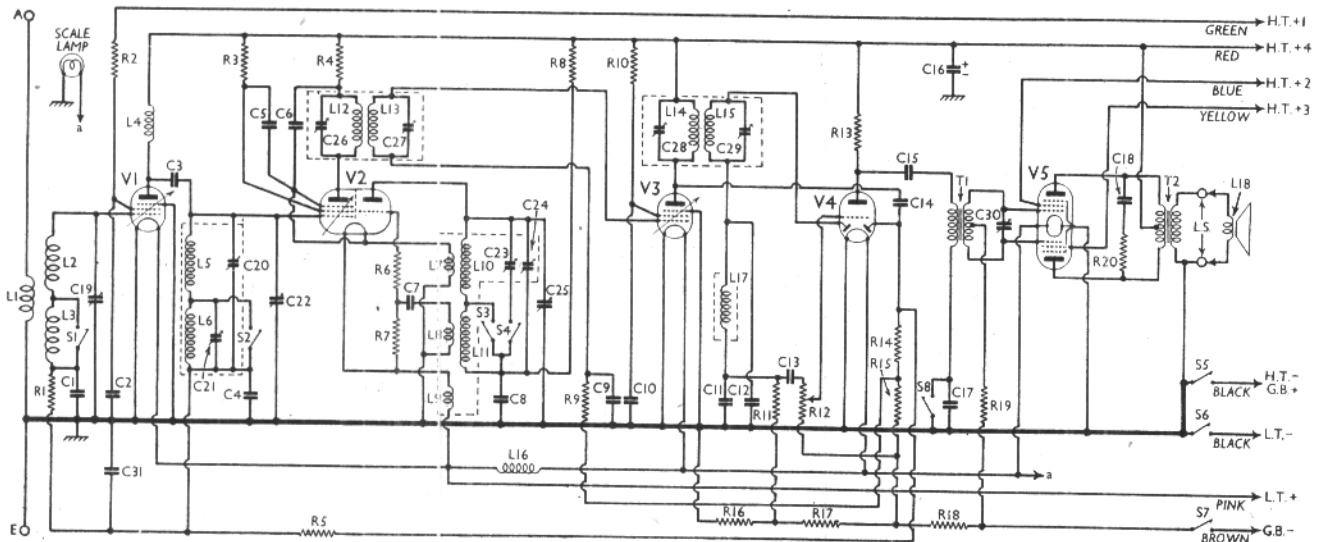 A
H.T.+1
GREEN
SCALE
LAMP
R2
R3
R4
R8
R10
H.T.+4
RED
C16
+
-
H.T.+2
BLUE
H.T.+3
YELLOW
a
L4
C5
C6
L12
L13
C26
C27
L14
L15
C28
C29
R13
C15
C3
V1
V2
V3
V4
V5
T1
C18
T2
L18
C14
C30
L.S.
R20
L2
L5
C20
C24
C23
L1
C19
C22
R6
C7
L7
L10
C25
L17
L3
S1
L6
S2
R7
L8
S3
S4
L11
R14
R15
C21
C13
S5
H.T.-
G.B.+
BLACK
R1
C1
C2
C4
L9
C8
R9
C9
C10
C11
C12
R11
R12
S8
C17
R19
S6
L.T.-
BLACK
C31
L16
a
L.T.+
PINK
R16
R17
R18
S7
G.B.-
BROWN
E
R5